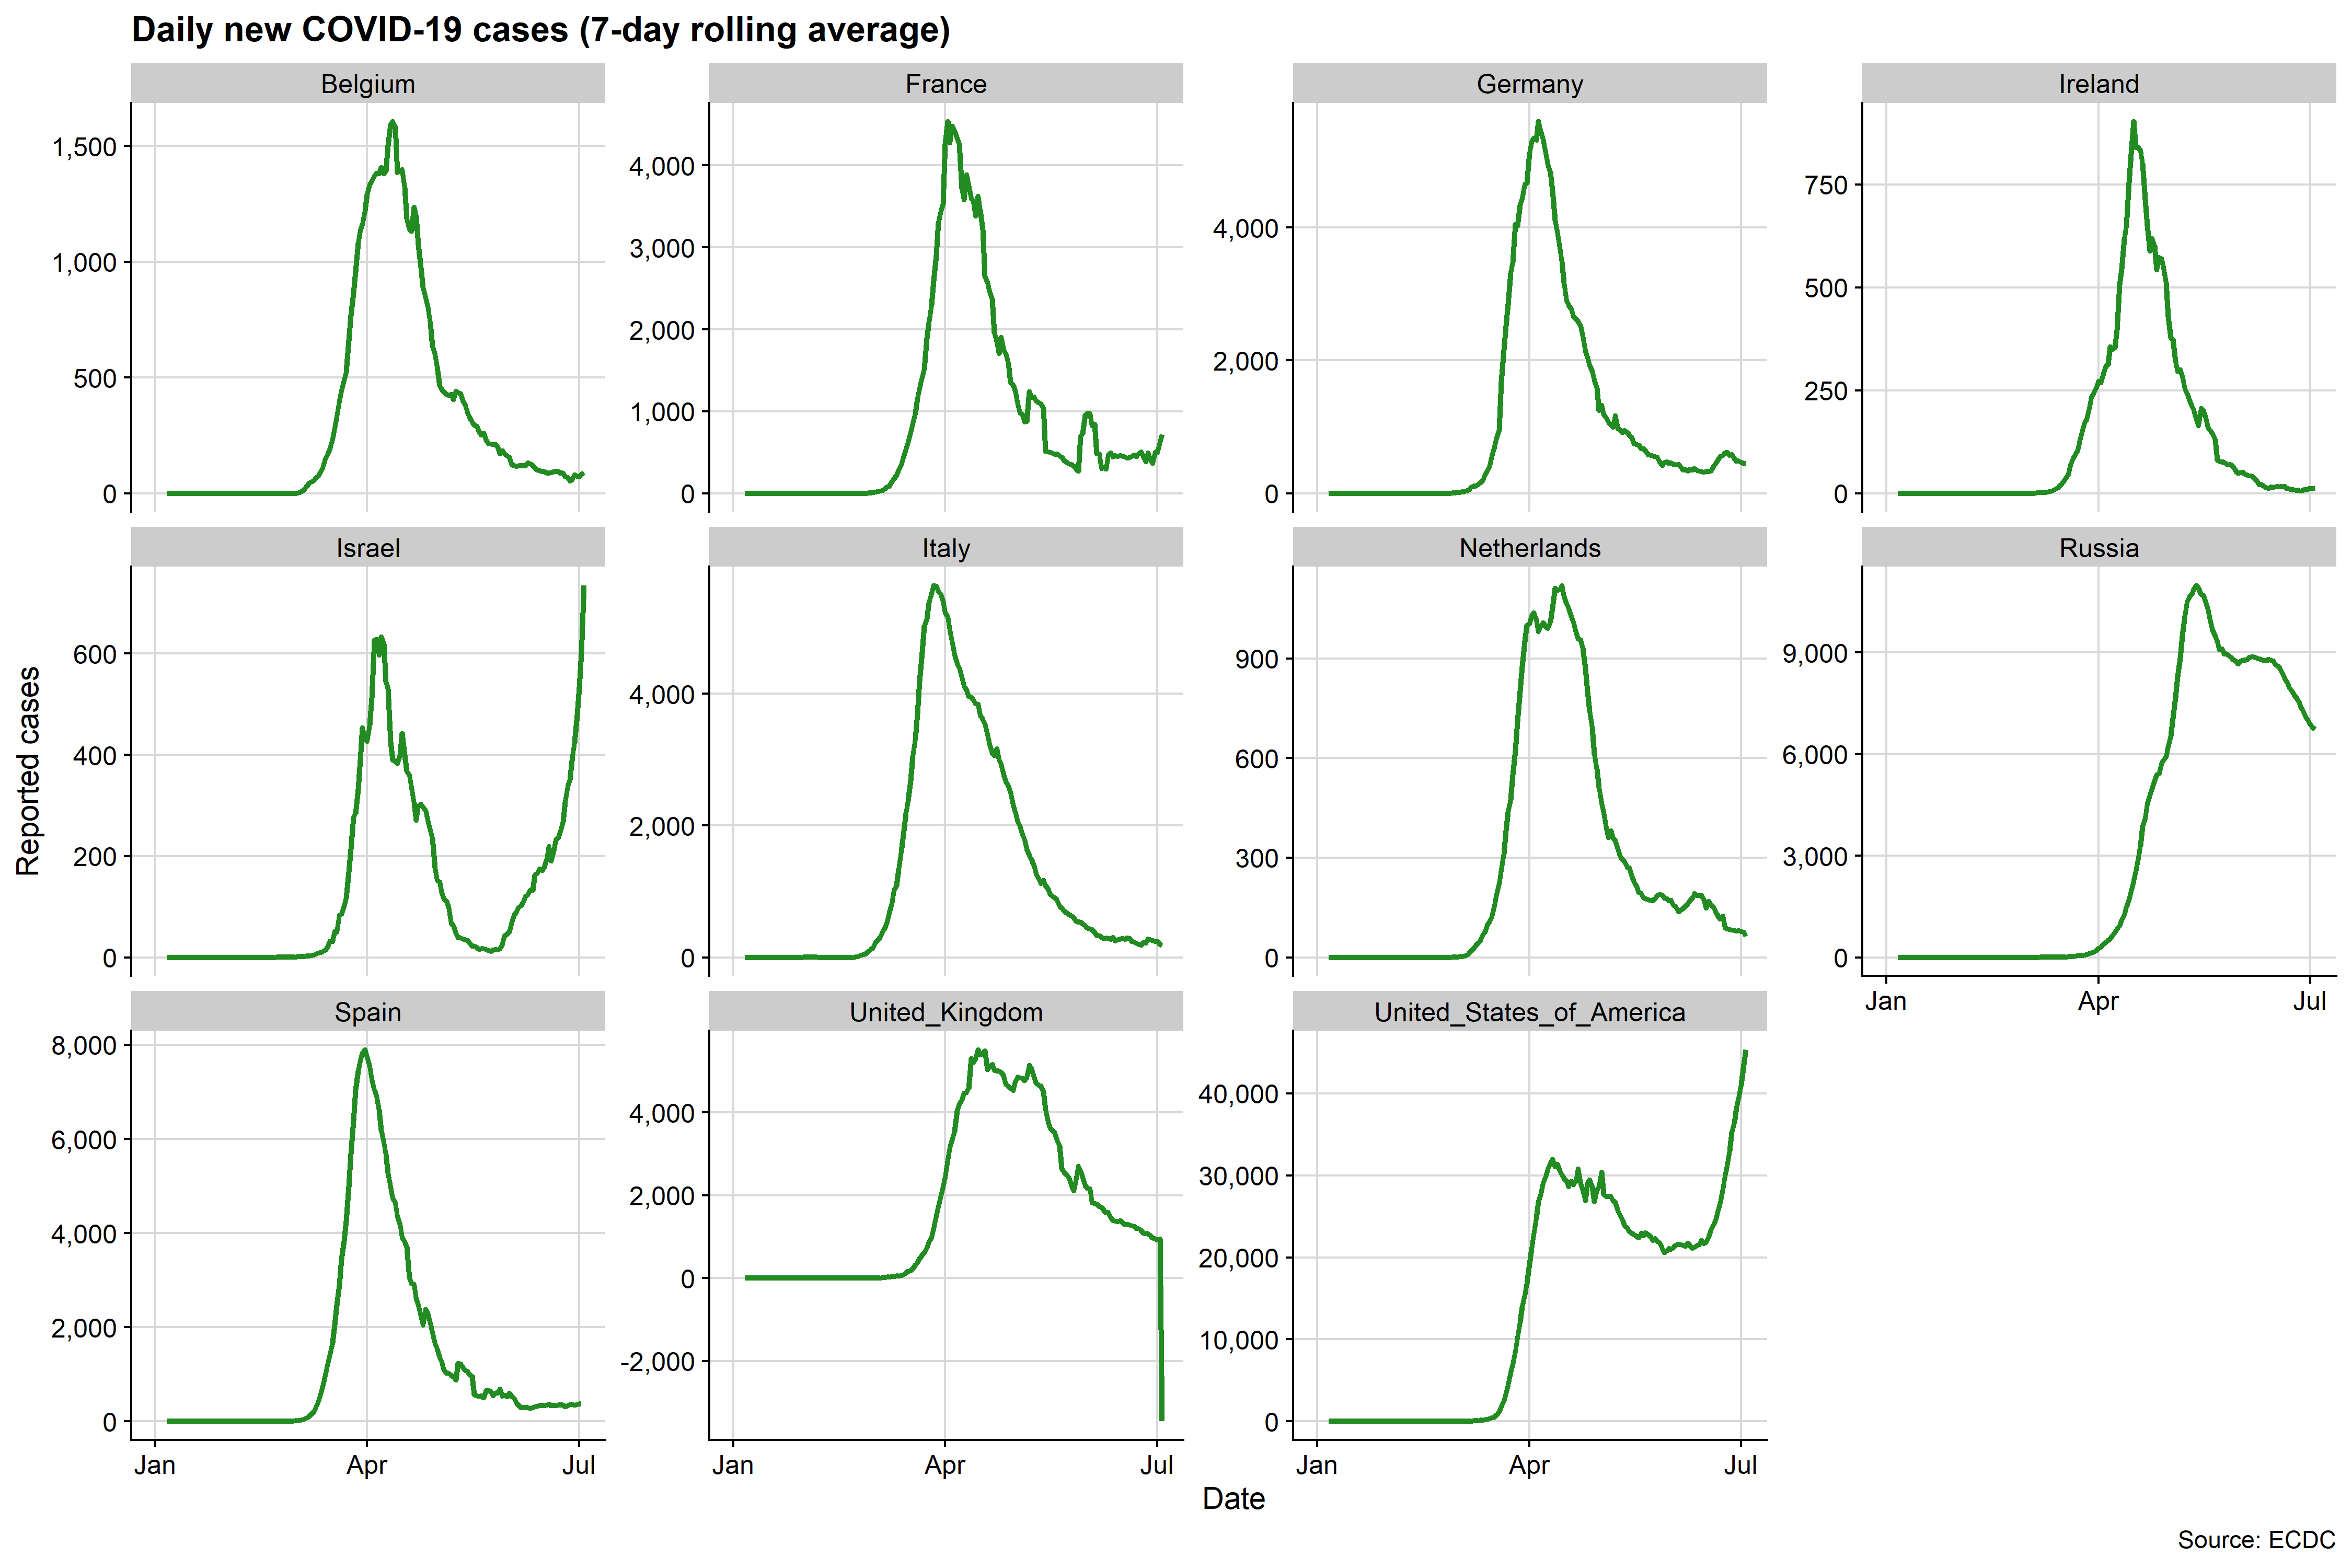 Daily new COVID-19 cases (7-day rolling average)
Belgium
France
Germany
Ireland
1,500
1,000
500
0
4,000
3,000
2,000
1,000
0
4,000
2,000
0
750
500
250
0
Israel
Italy
Netherlands
Russia
600
400
200
0
4,000
2,000
0
900
600
300
0
9,000
6,000
3,000
0
Jan Apr Jul
Spain
United_Kingdom
United_States_of_America
8,000
6,000
4,000
2,000
0
4,000
2,000
0
-2,000
40,000
30,000
20,000
10,000
0
Jan Apr Jul
Jan Apr Jul
Jan Apr Jul
Reported cases
Date
Source: ECDC